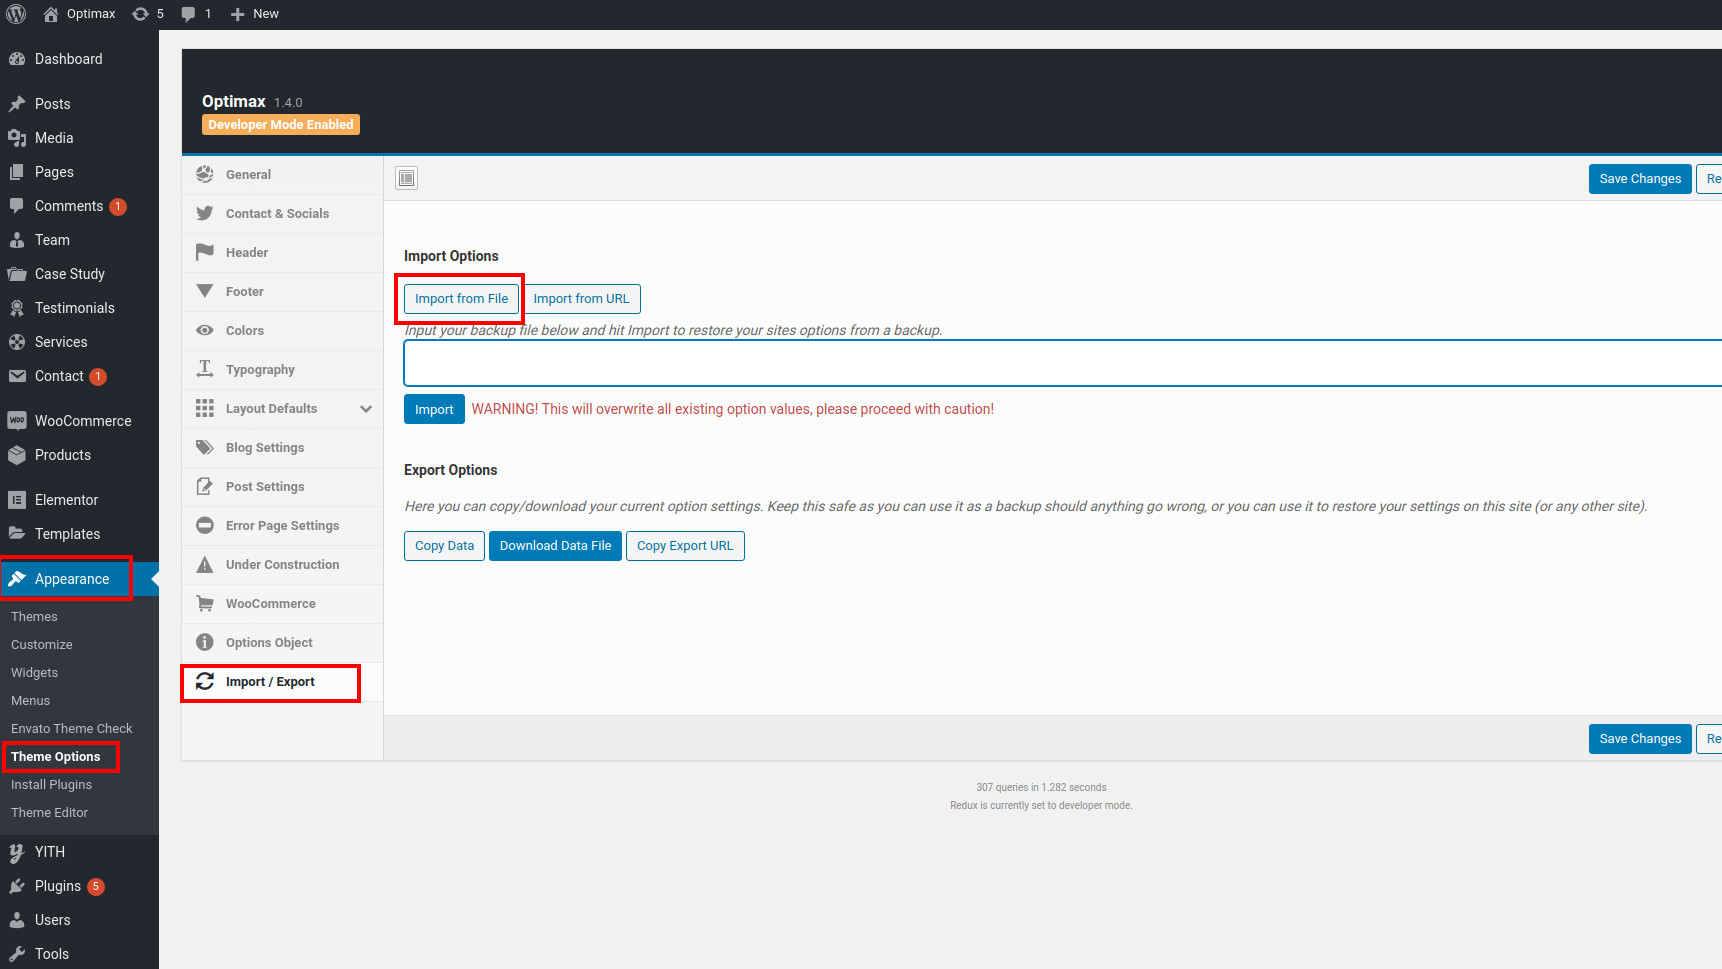 Optimax 5 1 New
Dashboard
Posts
Media
Pages
Comments 1
Team
Case Study
Testimonials
Services
Contact 1
WooCommerce
Products
Elementor
Templates
Appearance
Themes
Customize
Widgets
Menus
Envato Theme Check
Theme Options
Install Plugins
Theme Editor
YITH
Plugins 5
Users
Tools
Optimax 1.4.0
Developer Mode Enabled
General
Contact & Socials
Header
Footer
Colors
Typography
Layout Defaults
Blog Settings
Post Settings
Error Page Settings
Under Construction
WooCommerce
Options Object
Import / Export
Save Changes Re
Import Options
Import from File Import from URL
Input your backup file below and hit Import to restore your sites options from a backup.
Import WARNING! This will overwrite all existing option values, please proceed with caution!
Export Options
Here you can copy/download your current option settings. Keep this safe as you can use it as a backup should anything go wrong, or you can use it to restore your settings on this site (or any other site).
Copy Data Download Data File Copy Export URL
Save Changes Re
307 queries in 1.282 seconds
Redux is currently set to developer mode.